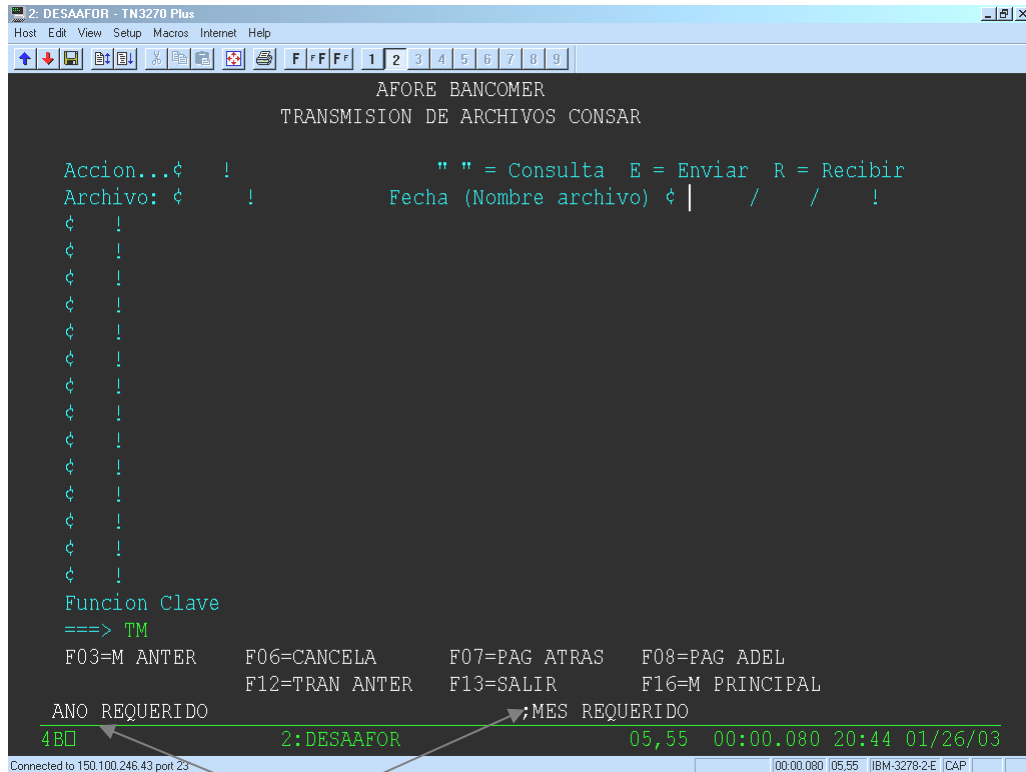 2: DESAAFOR - TN3270 Plus
Host Edit View Setup Macros Internet Help
F F F F F 1 2 3 4 5 6 7 8 9
AFORE BANCOMER
TRANSMISION DE ARCHIVOS CONSAR
Accion...¢ ! " " = Consulta E = Enviar R = Recibir
Archivo: ¢ ! Fecha (Nombre archivo) ¢ / / !
¢ !
¢ !
¢ !
¢ !
¢ !
¢ !
¢ !
¢ !
¢ !
¢ !
¢ !
¢ !
¢ !
¢ !
Funcion Clave
===> TM
F03=M ANTER F06=CANCELA F07=PAG ATRAS F08=PAG ADEL
F12=TRAN ANTER F13=SALIR F16=M PRINCIPAL
ANO REQUERIDO ;MES REQUERIDO
4B□ 2:DESAAFOR 05,55 00:00.080 20:44 01/26/03
Connected to 150.100.246.43 port 23 00:00.080 05,55 IBM-3278-2-E CAP